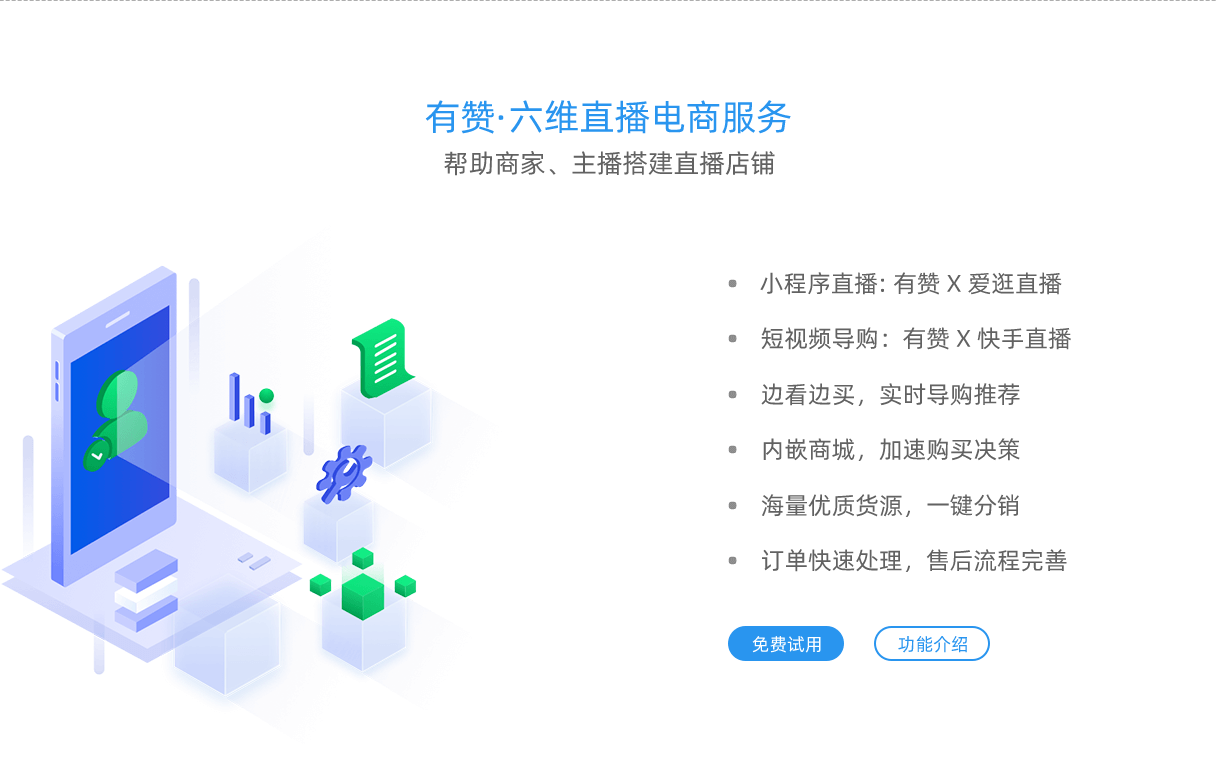 有赞·六维直播电商服务
帮助商家、主播搭建直播店铺
小程序直播: 有赞 X 爱逛直播
短视频导购：有赞 X 快手直播
边看边买，实时导购推荐
内嵌商城，加速购买决策
海量优质货源，一键分销
订单快速处理，售后流程完善
免费试用
功能介绍